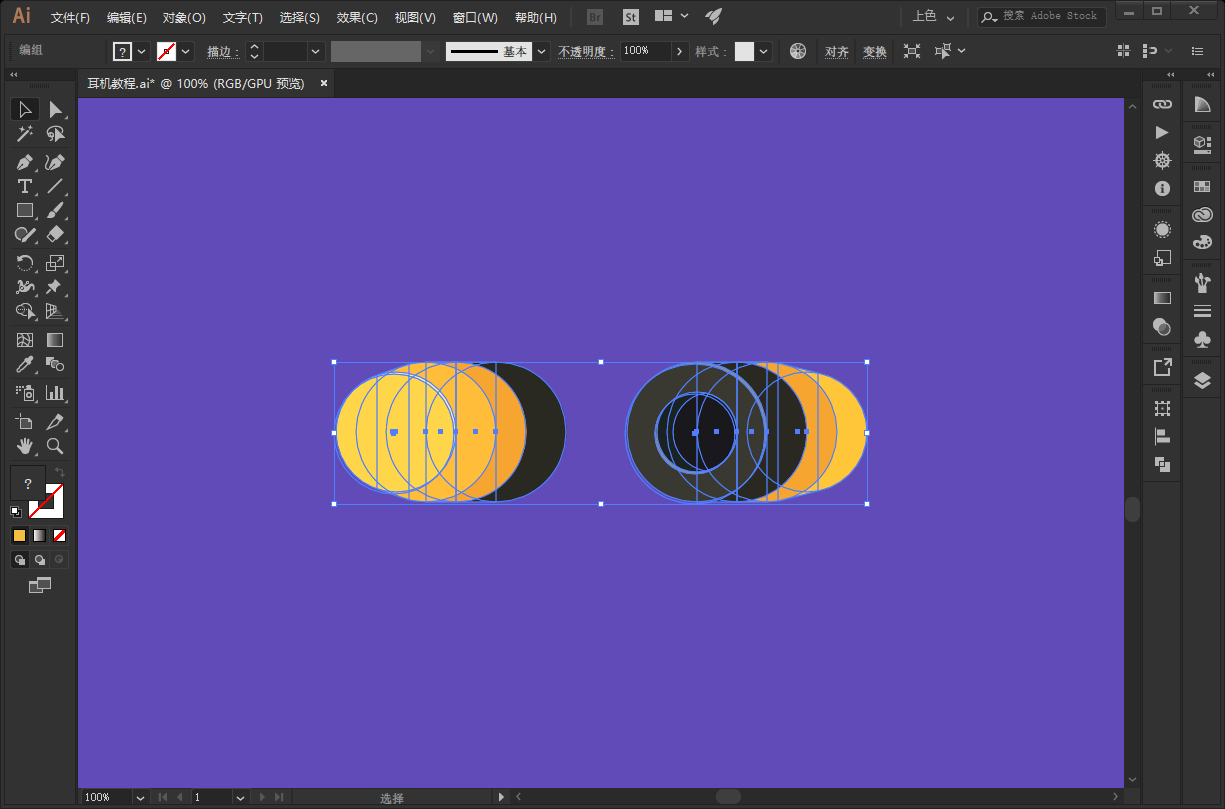 Ai 文件(F) 编辑(E) 对象(O) 文字(T) 选择(S) 效果(C) 视图(V) 窗口(W) 帮助(H) Br St 上色 搜索 Adobe Stock
编组 ? 描边： 基本 不透明度： 100% 样式： 对齐 变换
耳机教程.ai* @ 100% (RGB/GPU 预览) ×
T
?
100% 1 选择